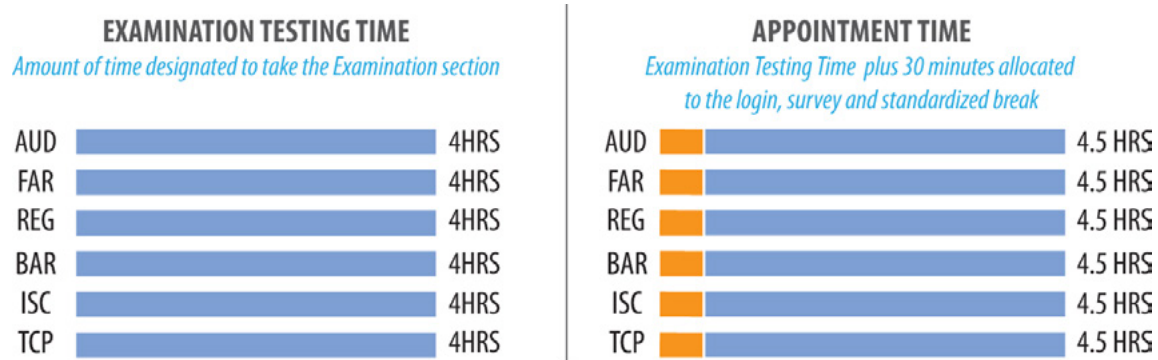 EXAMINATION TESTING TIME
Amount of time designated to take the Examination section
AUD 4HRS
FAR 4HRS
REG 4HRS
BAR 4HRS
ISC 4HRS
TCP 4HRS
APPOINTMENT TIME
Examination Testing Time plus 30 minutes allocated
to the login, survey and standardized break
AUD 4.5 HRS
FAR 4.5 HRS
REG 4.5 HRS
BAR 4.5 HRS
ISC 4.5 HRS
TCP 4.5 HRS